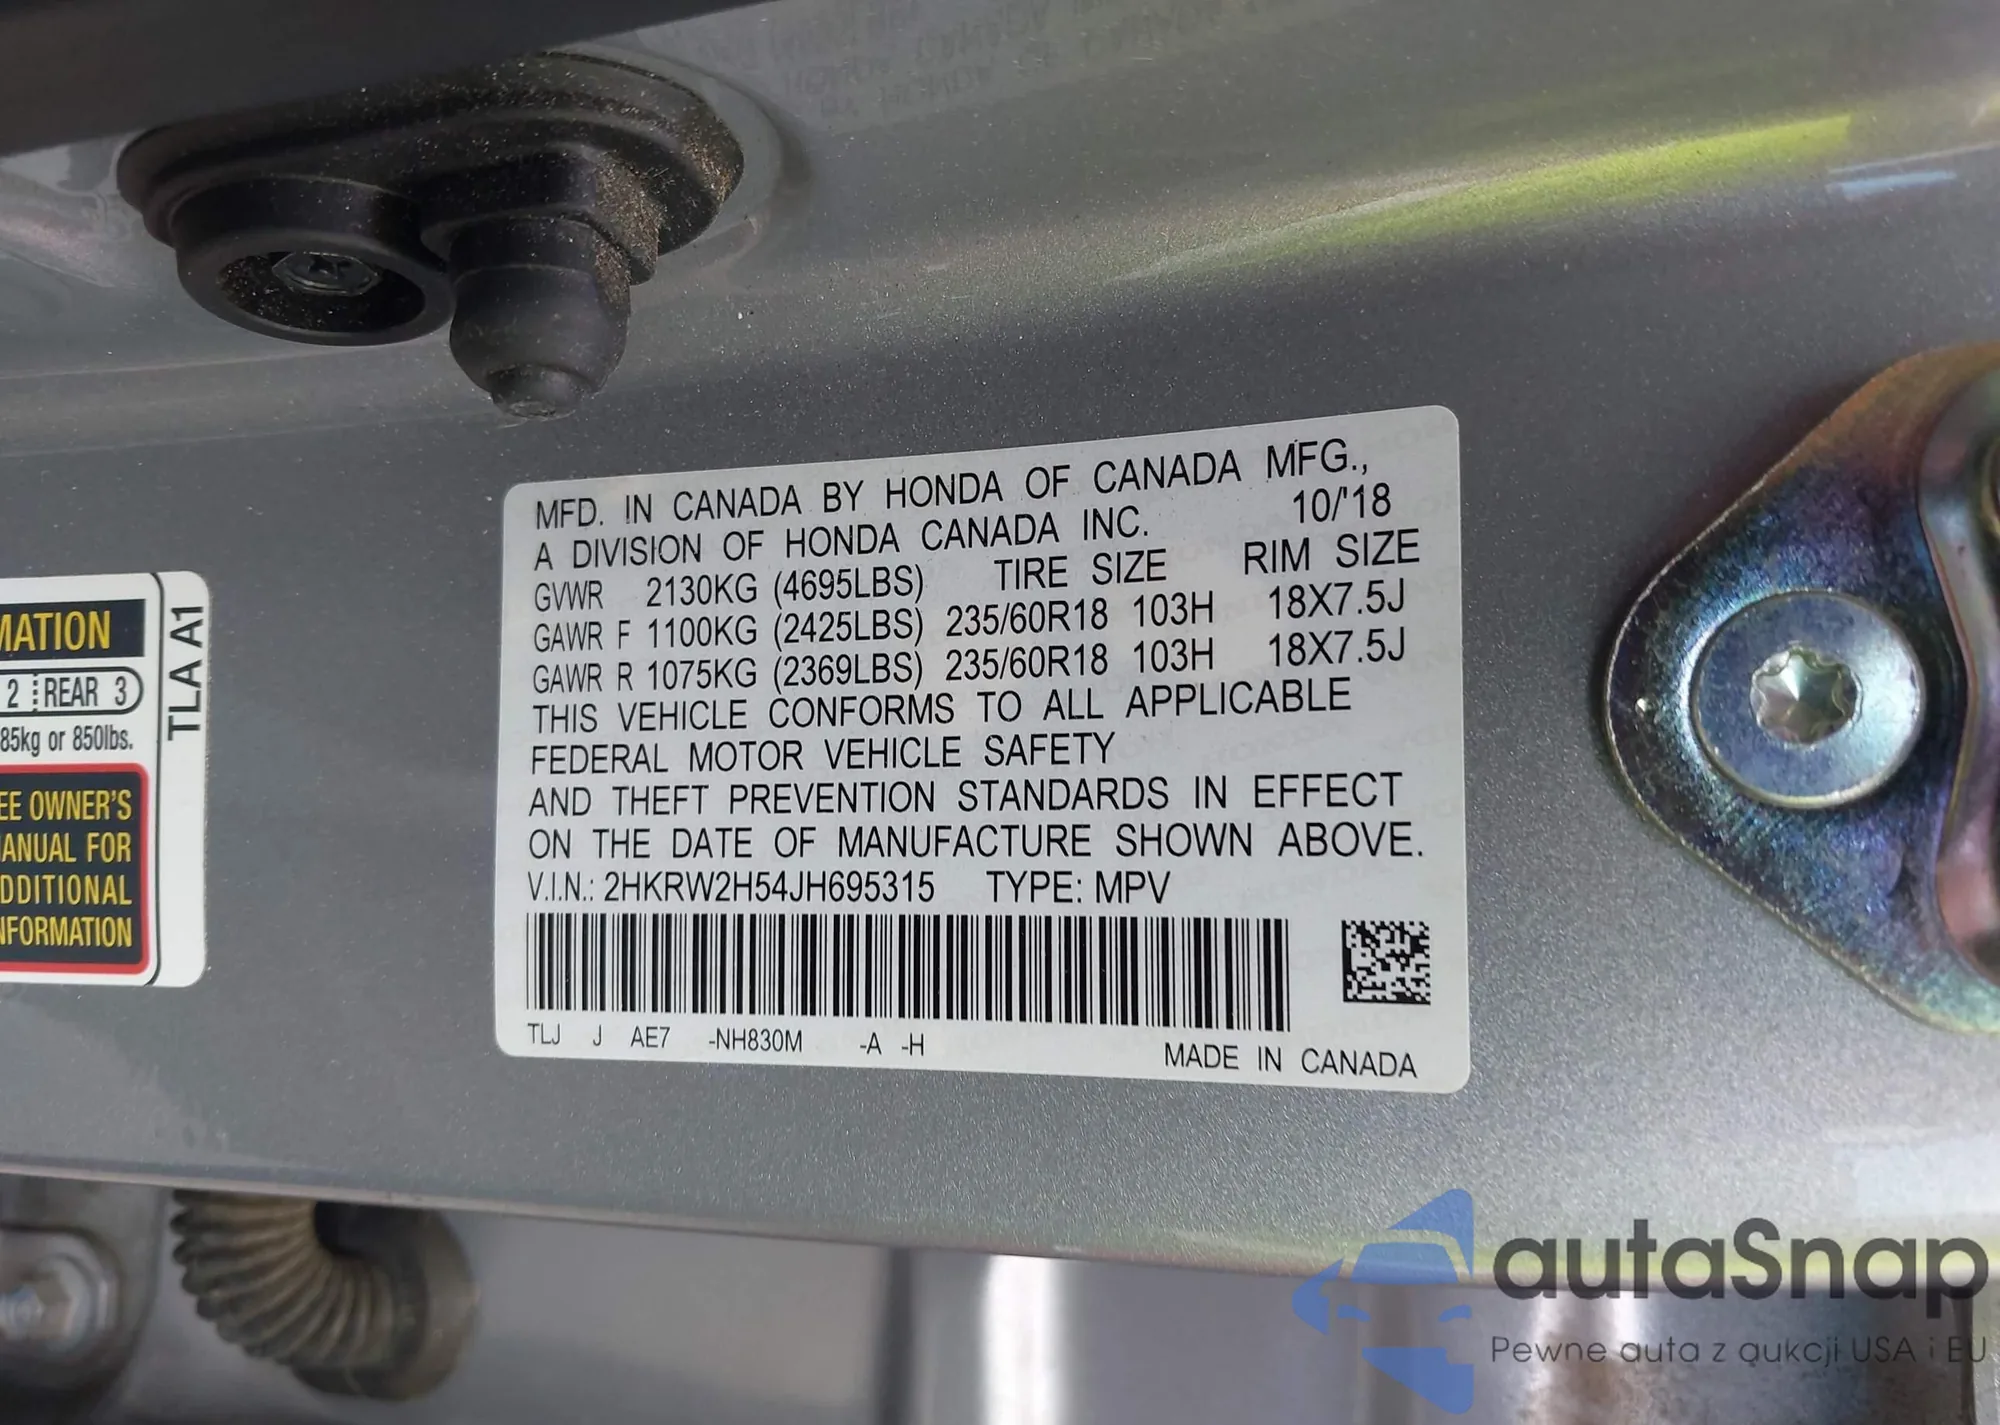 MFD. IN CANADA BY HONDA OF CANADA MFG.,
A DIVISION OF HONDA CANADA INC. 10/'18
GVWR 2130KG (4695LBS) TIRE SIZE RIM SIZE
GAWR F 1100KG (2425LBS) 235/60R18 103H 18X7.5J
GAWR R 1075KG (2369LBS) 235/60R18 103H 18X7.5J
THIS VEHICLE CONFORMS TO ALL APPLICABLE
FEDERAL MOTOR VEHICLE SAFETY
AND THEFT PREVENTION STANDARDS IN EFFECT
ON THE DATE OF MANUFACTURE SHOWN ABOVE.
V.I.N.: 2HKRW2H54JH695315 TYPE: MPV
TLJ J AE7 -NH830M -A -H
MADE IN CANADA
MATION
2 REAR 3
85kg or 850lbs.
EE OWNER'S
ANUAL FOR
DDITIONAL
NFORMATION
TLA A1
autaSnap
Pewne auta z aukcji USA i EU